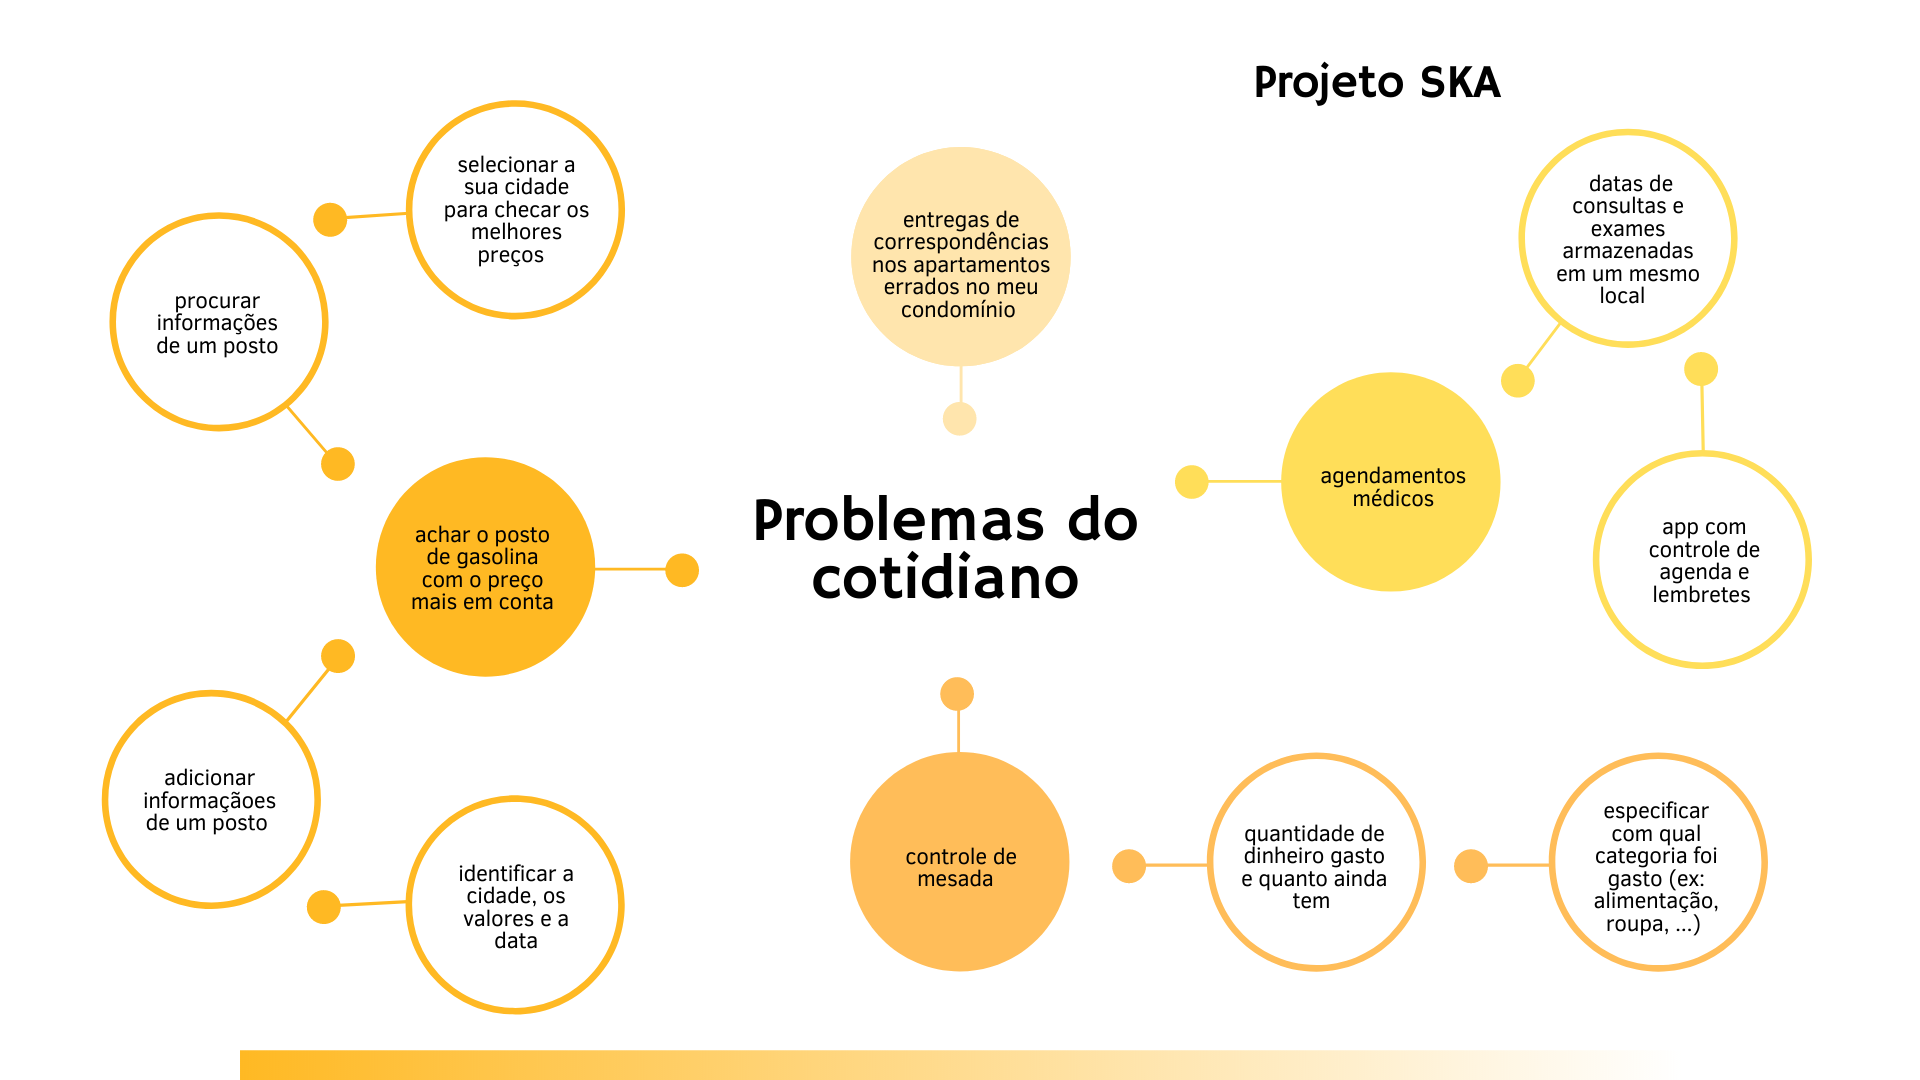 Projeto SKA
selecionar a
sua cidade
para checar os
melhores
preços
procurar
informações
de um posto
achar o posto
de gasolina
com o preço
mais em conta
adicionar
informaçãoes
de um posto
identificar a
cidade, os
valores e a
data
entregas de
correspondências
nos apartamentos
errados no meu
condomínio
Problemas do
cotidiano
controle de
mesada
quantidade de
dinheiro gasto
e quanto ainda
tem
especificar
com qual
categoria foi
gasto (ex:
alimentação,
roupa, ...)
agendamentos
médicos
datas de
consultas e
exames
armazenadas
em um mesmo
local
app com
controle de
agenda e
lembretes